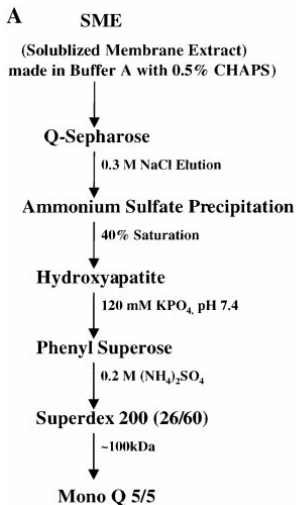 A
SME
(Solublized Membrane Extract)
made in Buffer A with 0.5% CHAPS)
Q-Sepharose
0.3 M NaCl Elution
Ammonium Sulfate Precipitation
40% Saturation
Hydroxyapatite
120 mM KPO4, pH 7.4
Phenyl Superose
0.2 M (NH4)2SO4
Superdex 200 (26/60)
~100kDa
Mono Q 5/5